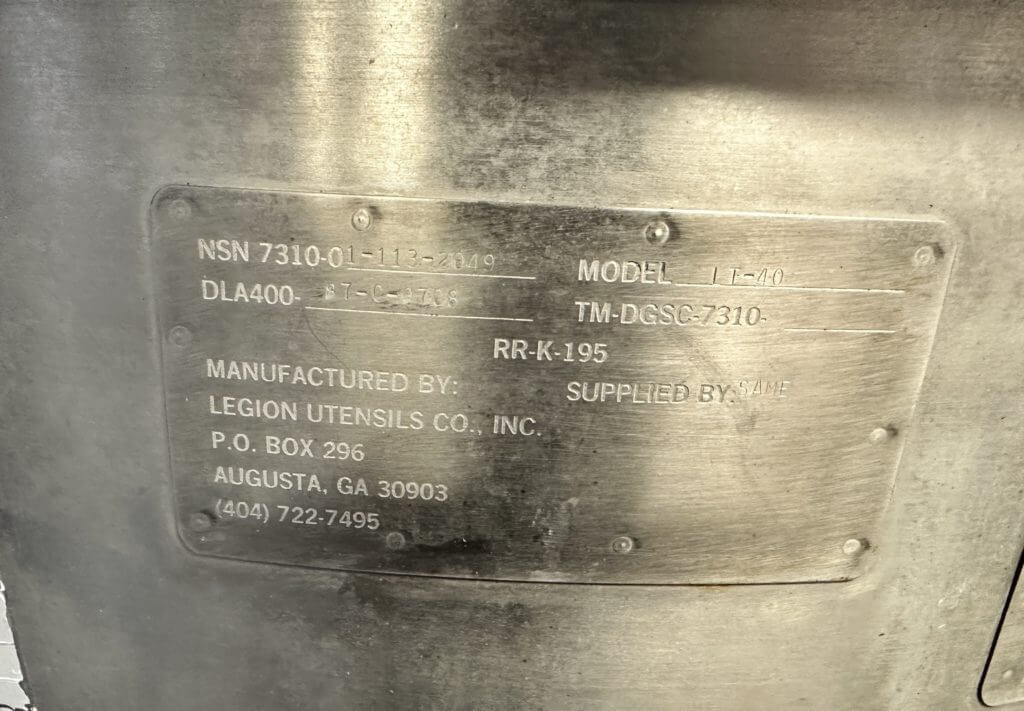 NSN 7310-01-113-2049
MODEL LT-40
DLA400-87-C-
TM-DGSC-7310-
RR-K-195
MANUFACTURED BY:
SUPPLIED BY: SAME
LEGION UTENSILS CO., INC.
P.O. BOX 296
AUGUSTA, GA 30903
(404) 722-7495